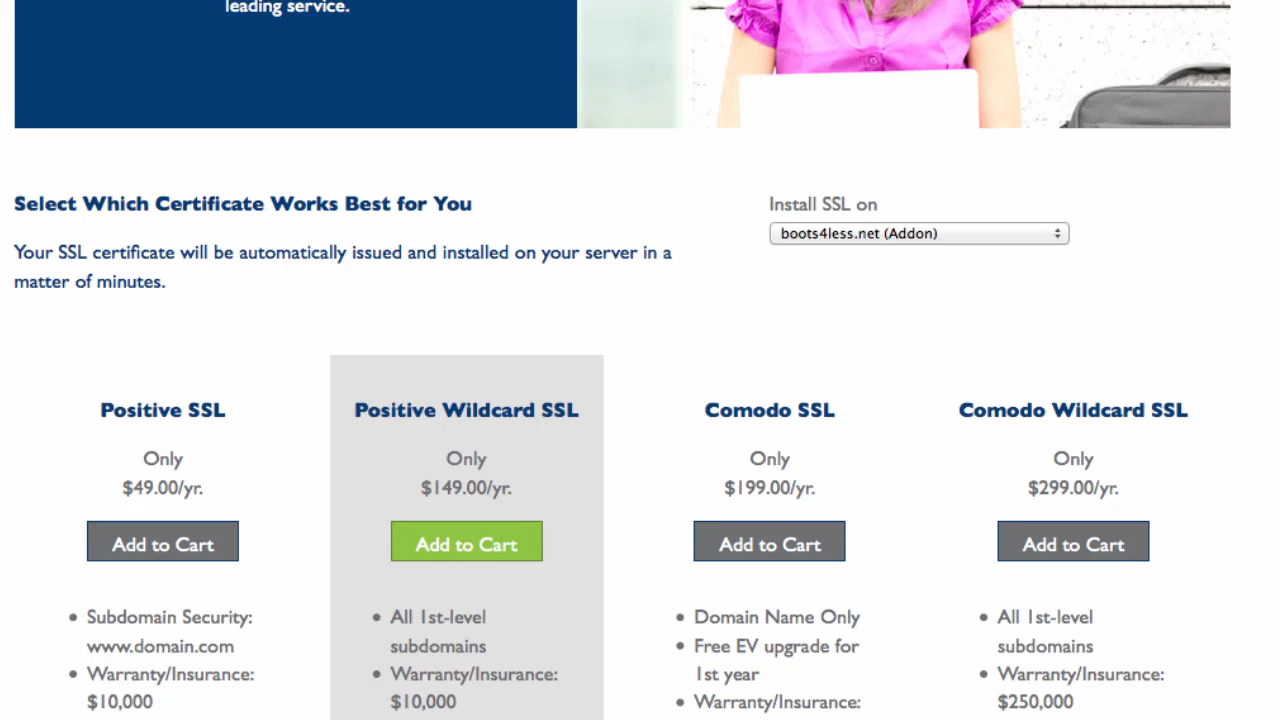 leading service.
Select Which Certificate Works Best for You
Install SSL on
boots4less.net (Addon)
Your SSL certificate will be automatically issued and installed on your server in a
matter of minutes.
Positive SSL
Only
$49.00/yr.
Add to Cart
Subdomain Security:
www.domain.com
Warranty/Insurance:
$10,000
Positive Wildcard SSL
Only
$149.00/yr.
Add to Cart
All 1st-level
subdomains
Warranty/Insurance:
$10,000
Comodo SSL
Only
$199.00/yr.
Add to Cart
Domain Name Only
Free EV upgrade for
1st year
Warranty/Insurance:
Comodo Wildcard SSL
Only
$299.00/yr.
Add to Cart
All 1st-level
subdomains
Warranty/Insurance:
$250,000